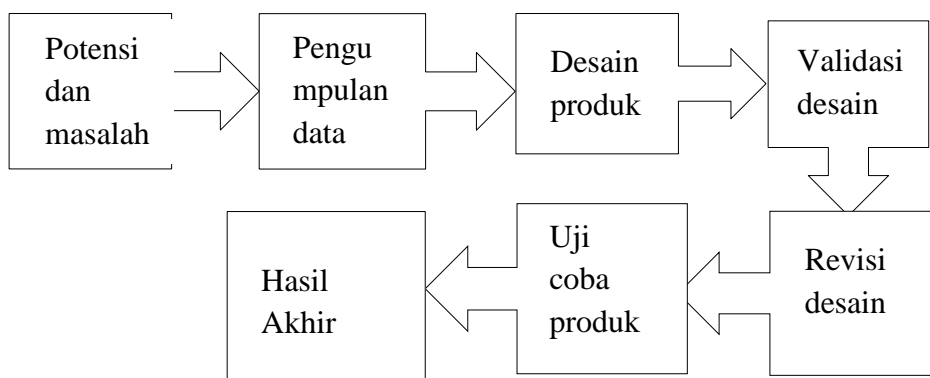 Potensi
dan
masalah
Pengu
mpulan
data
Desain
produk
Validasi
desain
Revisi
desain
Uji
coba
produk
Hasil
Akhir